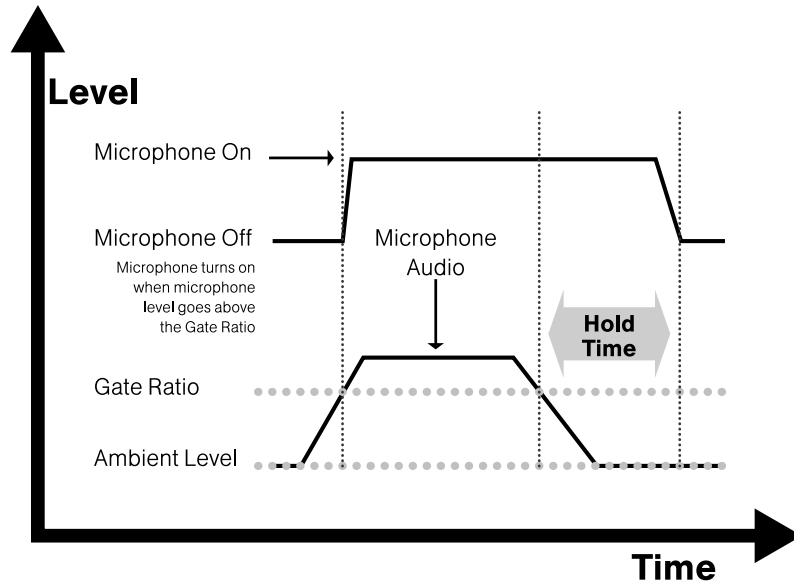 Level
Microphone On
Microphone Off
Microphone turns on
when microphone
level goes above
the Gate Ratio
Microphone
Audio
Hold
Time
Gate Ratio
Ambient Level
Time